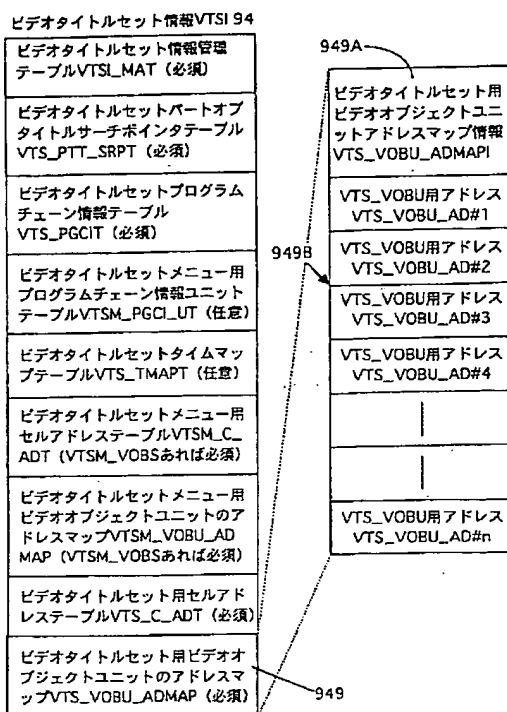 ビデオタイトルセット情報VTSI 94
ビデオタイトルセット情報管理
テーブルVTSI_MAT（必須）
ビデオタイトルセットパートオブ
タイトルサーチポインタテーブル
VTS_PTT_SRPT（必須）
ビデオタイトルセットプログラム
チェーン情報テーブル
VTS_PGCIT（必須）
ビデオタイトルセットメニュー用
プログラムチェーン情報ユニット
テーブルVTSM_PGCI_UT（任意）
ビデオタイトルセットタイムマッ
プテーブルVTS_TMAPT（任意）
ビデオタイトルセットメニュー用
セルアドレステーブルVTSM_C_
ADT（VTSM_VOBSあれば必須）
ビデオタイトルセットメニュー用
ビデオオブジェクトユニットのア
ドレスマップVTSM_VOBU_AD
MAP（VTSM_VOBSあれば必須）
ビデオタイトルセット用セルアド
レステーブルVTS_C_ADT（必須）
ビデオタイトルセット用ビデオオ
ブジェクトユニットのアドレスマ
ップVTS_VOBU_ADMAP（必須）
949
949A
ビデオタイトルセット用
ビデオオブジェクトユニ
ットアドレスマップ情報
VTS_VOBU_ADMAPI
949B
VTS_VOBU用アドレス
VTS_VOBU_AD#1
VTS_VOBU用アドレス
VTS_VOBU_AD#2
VTS_VOBU用アドレス
VTS_VOBU_AD#3
VTS_VOBU用アドレス
VTS_VOBU_AD#4
VTS_VOBU用アドレス
VTS_VOBU_AD#n